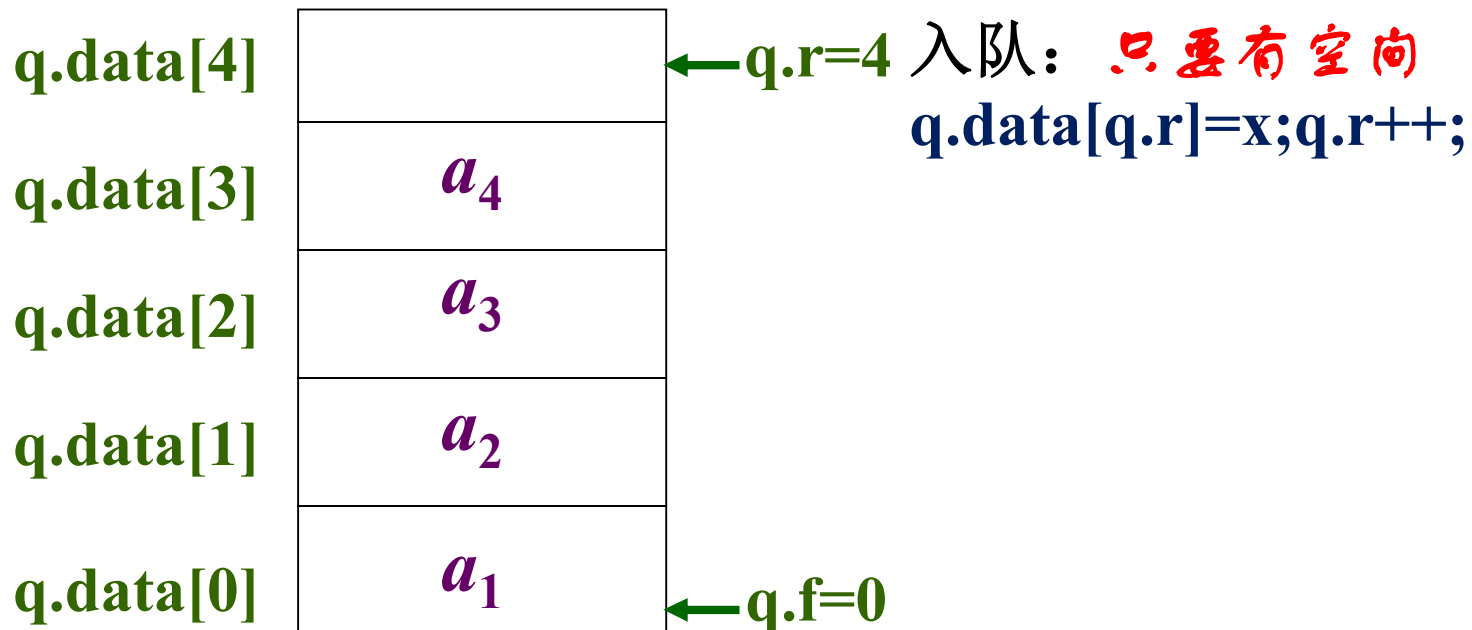 q.data[4] q.r=4 入队：只要有空间
q.data[q.r]=x;q.r++;
q.data[3] a4
q.data[2] a3
q.data[1] a2
q.data[0] a1 q.f=0